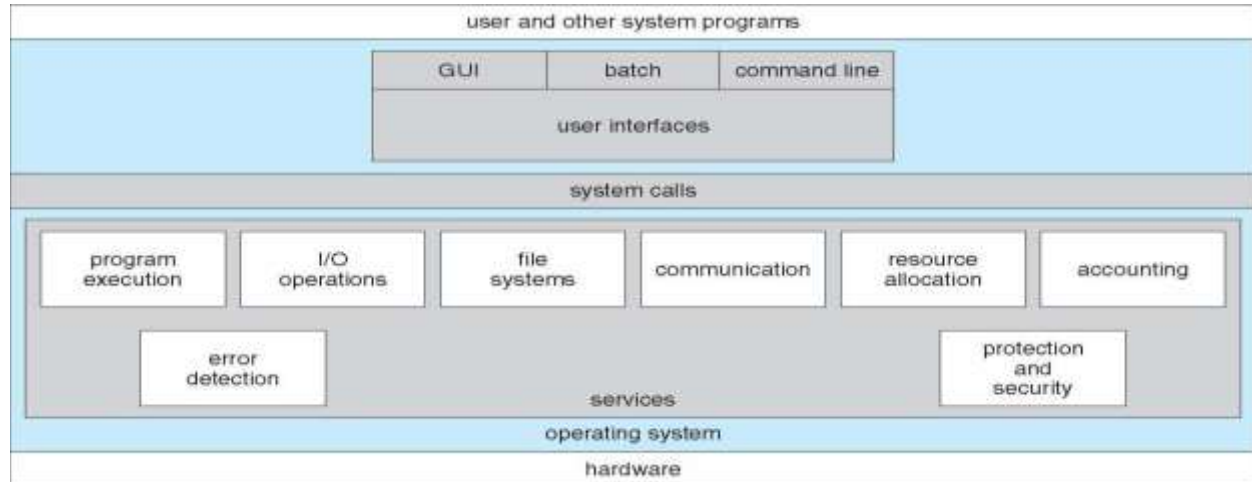 user and other system programs
GUI
batch
command line
user interfaces
system calls
program
execution
I/O
operations
file
systems
communication
resource
allocation
accounting
error
detection
protection
and
security
services
operating system
hardware